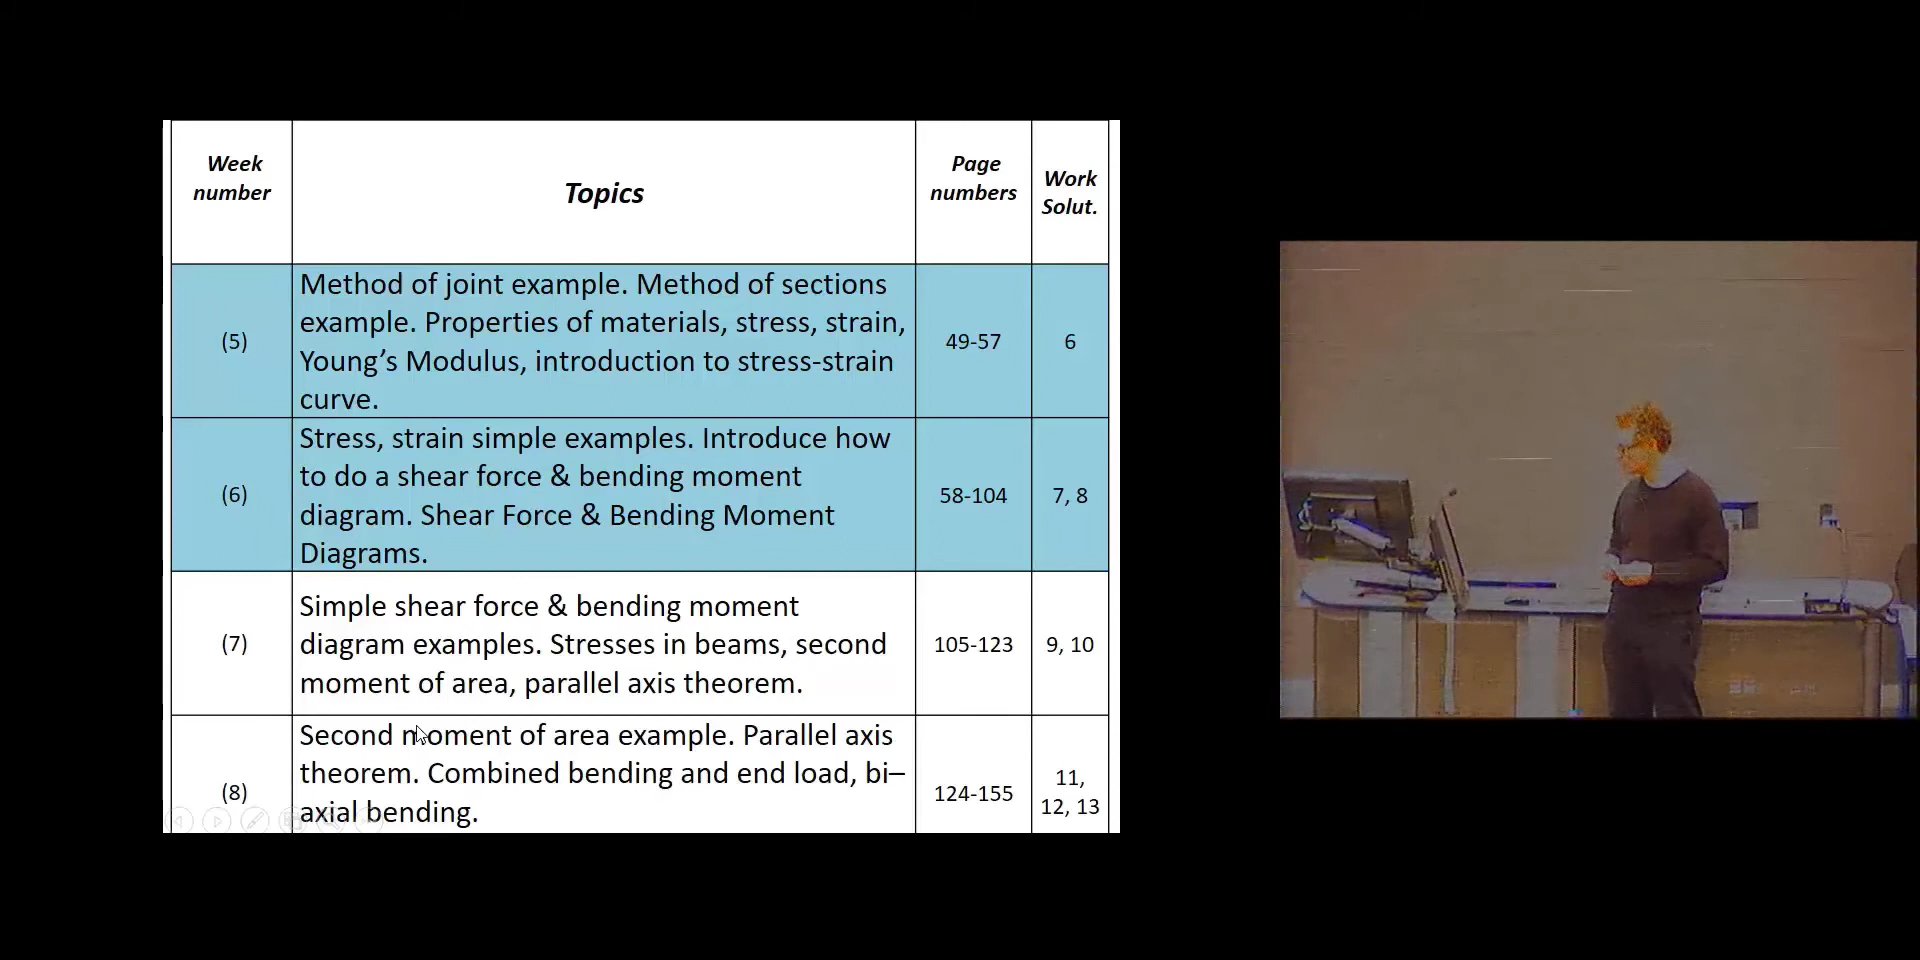 Week
number
Topics
Page
numbers
Work
Solut.
(5)
Method of joint example. Method of sections
example. Properties of materials, stress, strain,
Young’s Modulus, introduction to stress-strain
curve.
49-57
6
(6)
Stress, strain simple examples. Introduce how
to do a shear force & bending moment
diagram. Shear Force & Bending Moment
Diagrams.
58-104
7, 8
(7)
Simple shear force & bending moment
diagram examples. Stresses in beams, second
moment of area, parallel axis theorem.
105-123
9, 10
(8)
Second moment of area example. Parallel axis
theorem. Combined bending and end load, bi–
axial bending.
124-155
11,
12, 13